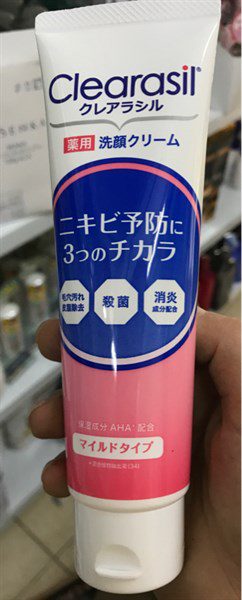 Clearasil®
クレアラシル
薬用 洗顔クリーム
ニキビ予防に
3つのチカラ
毛穴汚れ
皮脂除去
殺菌
消炎
成分配合
保湿成分AHA*配合
マイルドタイプ